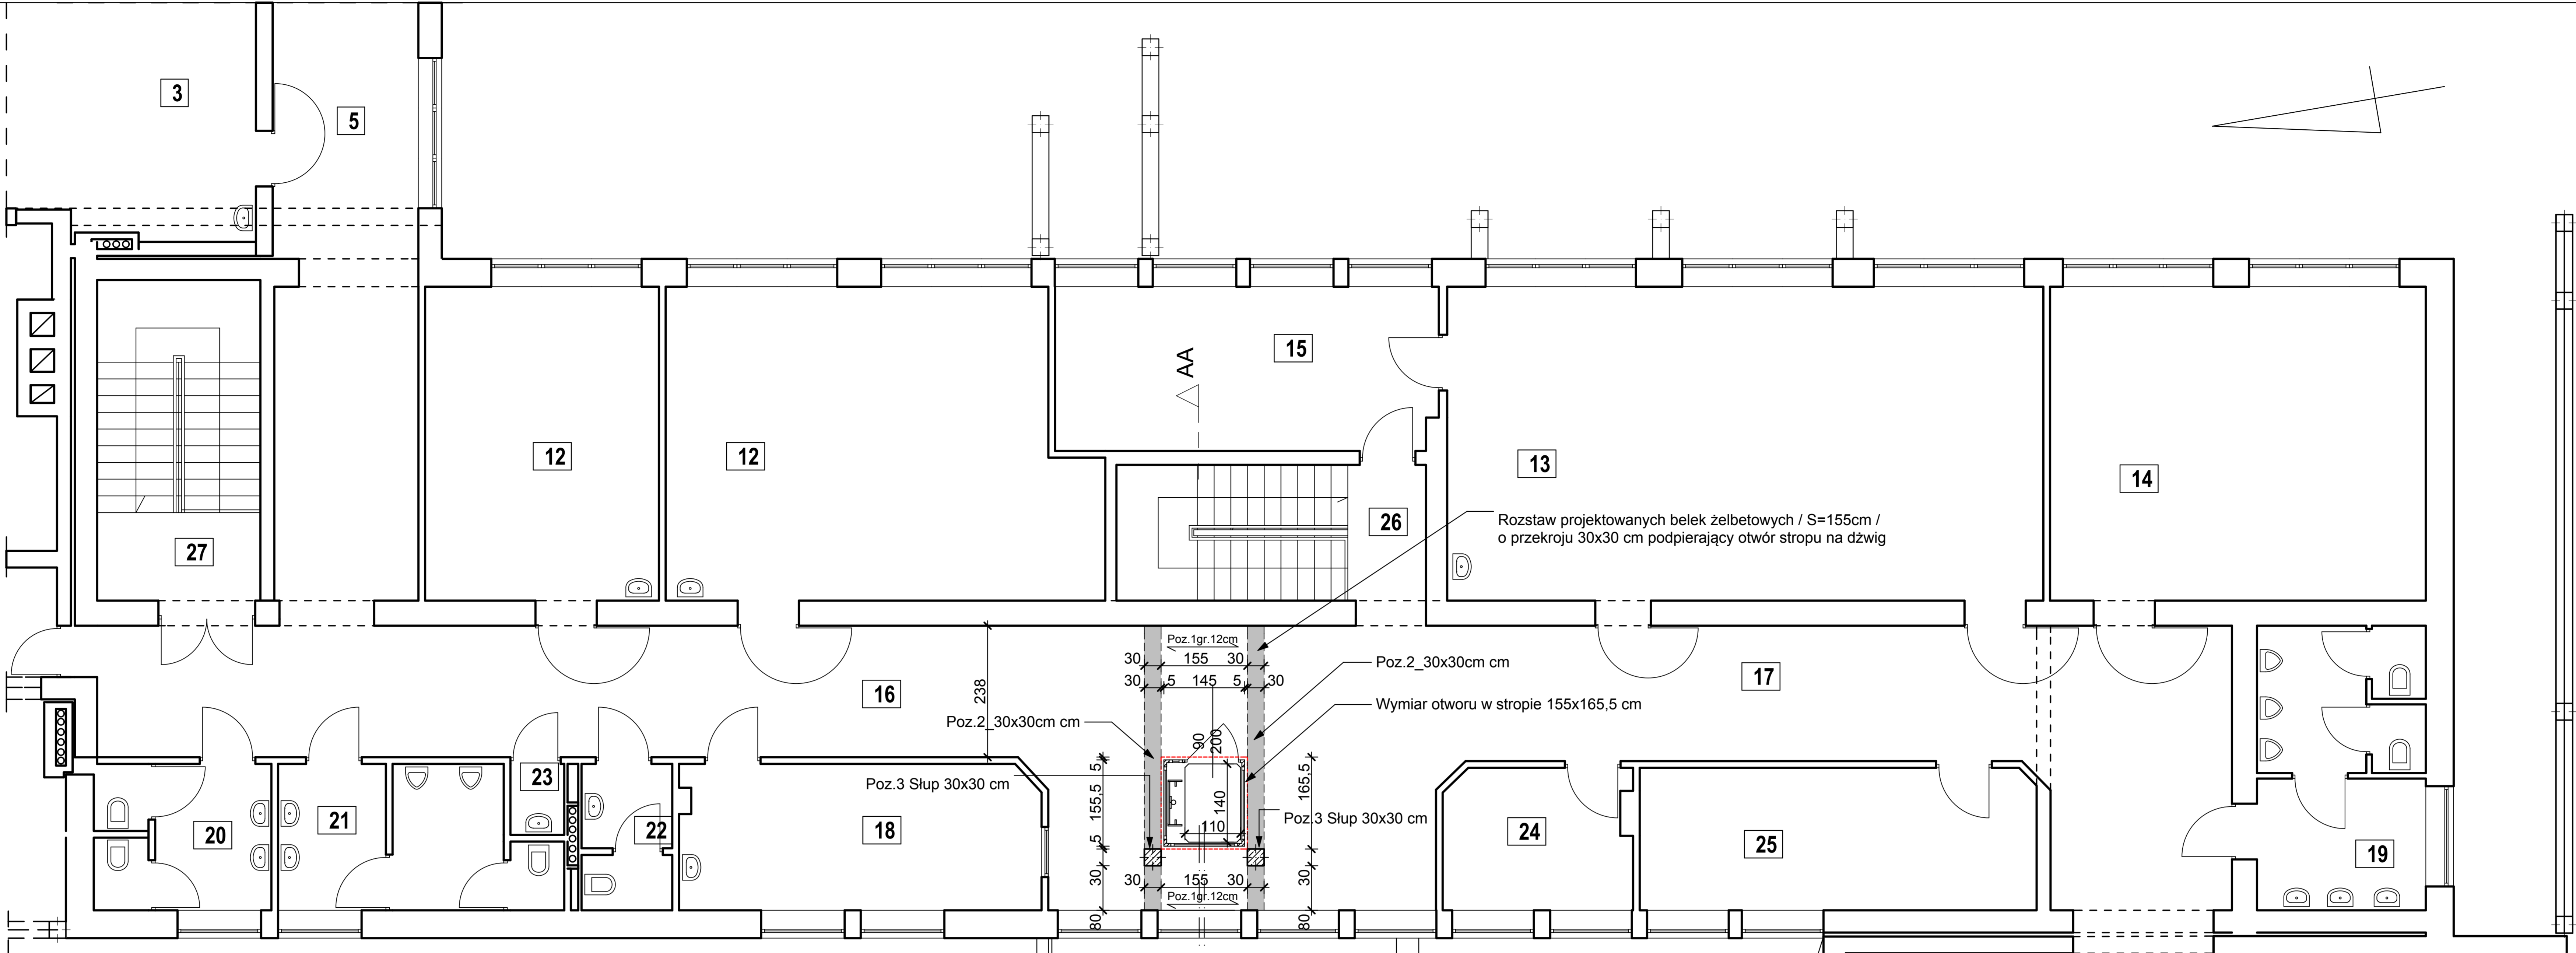 3
5
AA
15
12
12
13
14
26
27
Rozstaw projektowanych belek żelbetowych / S=155cm /
o przekroju 30x30 cm podpierający otwór stropu na dżwig
Poz.1gr.12cm
30 155 30
30 5 145 5 30
238
16
17
Poz.2_30x30cm cm
Wymiar otworu w stropie 155x165,5 cm
Poz.2_30x30cm cm
90
200
23
Poz.3 Słup 30x30 cm
5
155,5
5
165,5
140
110
Poz.3 Słup 30x30 cm
20
21
22
18
24
25
19
30
30
30 155 30
Poz.1gr.12cm
80
80